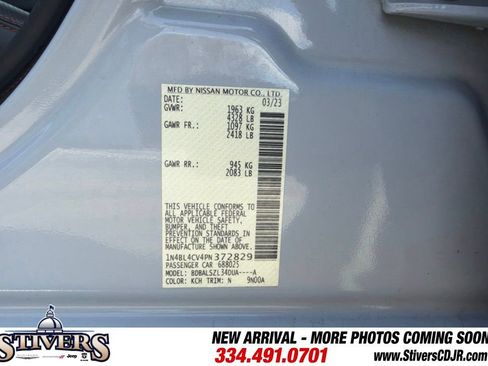 MFD BY NISSAN MOTOR CO., LTD.
DATE: 03/23
GVWR: 1963 KG
4328 LB
GAWR FR.: 1097 KG
2418 LB
GAWR RR.: 945 KG
2083 LB
THIS VEHICLE CONFORMS TO
ALL APPLICABLE FEDERAL MOTOR
VEHICLE SAFETY,
BUMPER, AND THEFT
PREVENTION STANDARDS
IN EFFECT ON THE DATE OF
MANUFACTURE SHOWN ABOVE.
1N4BL4CV4PN372829
PASSENGER CAR 688025
MODEL: BDBALSZL34DUA----A
COLOR: KCH TRIM: N 9NOOA
STIVERS
Jeep
NEW ARRIVAL - MORE PHOTOS COMING SOON
334.491.0701 www.StiversCDJR.com